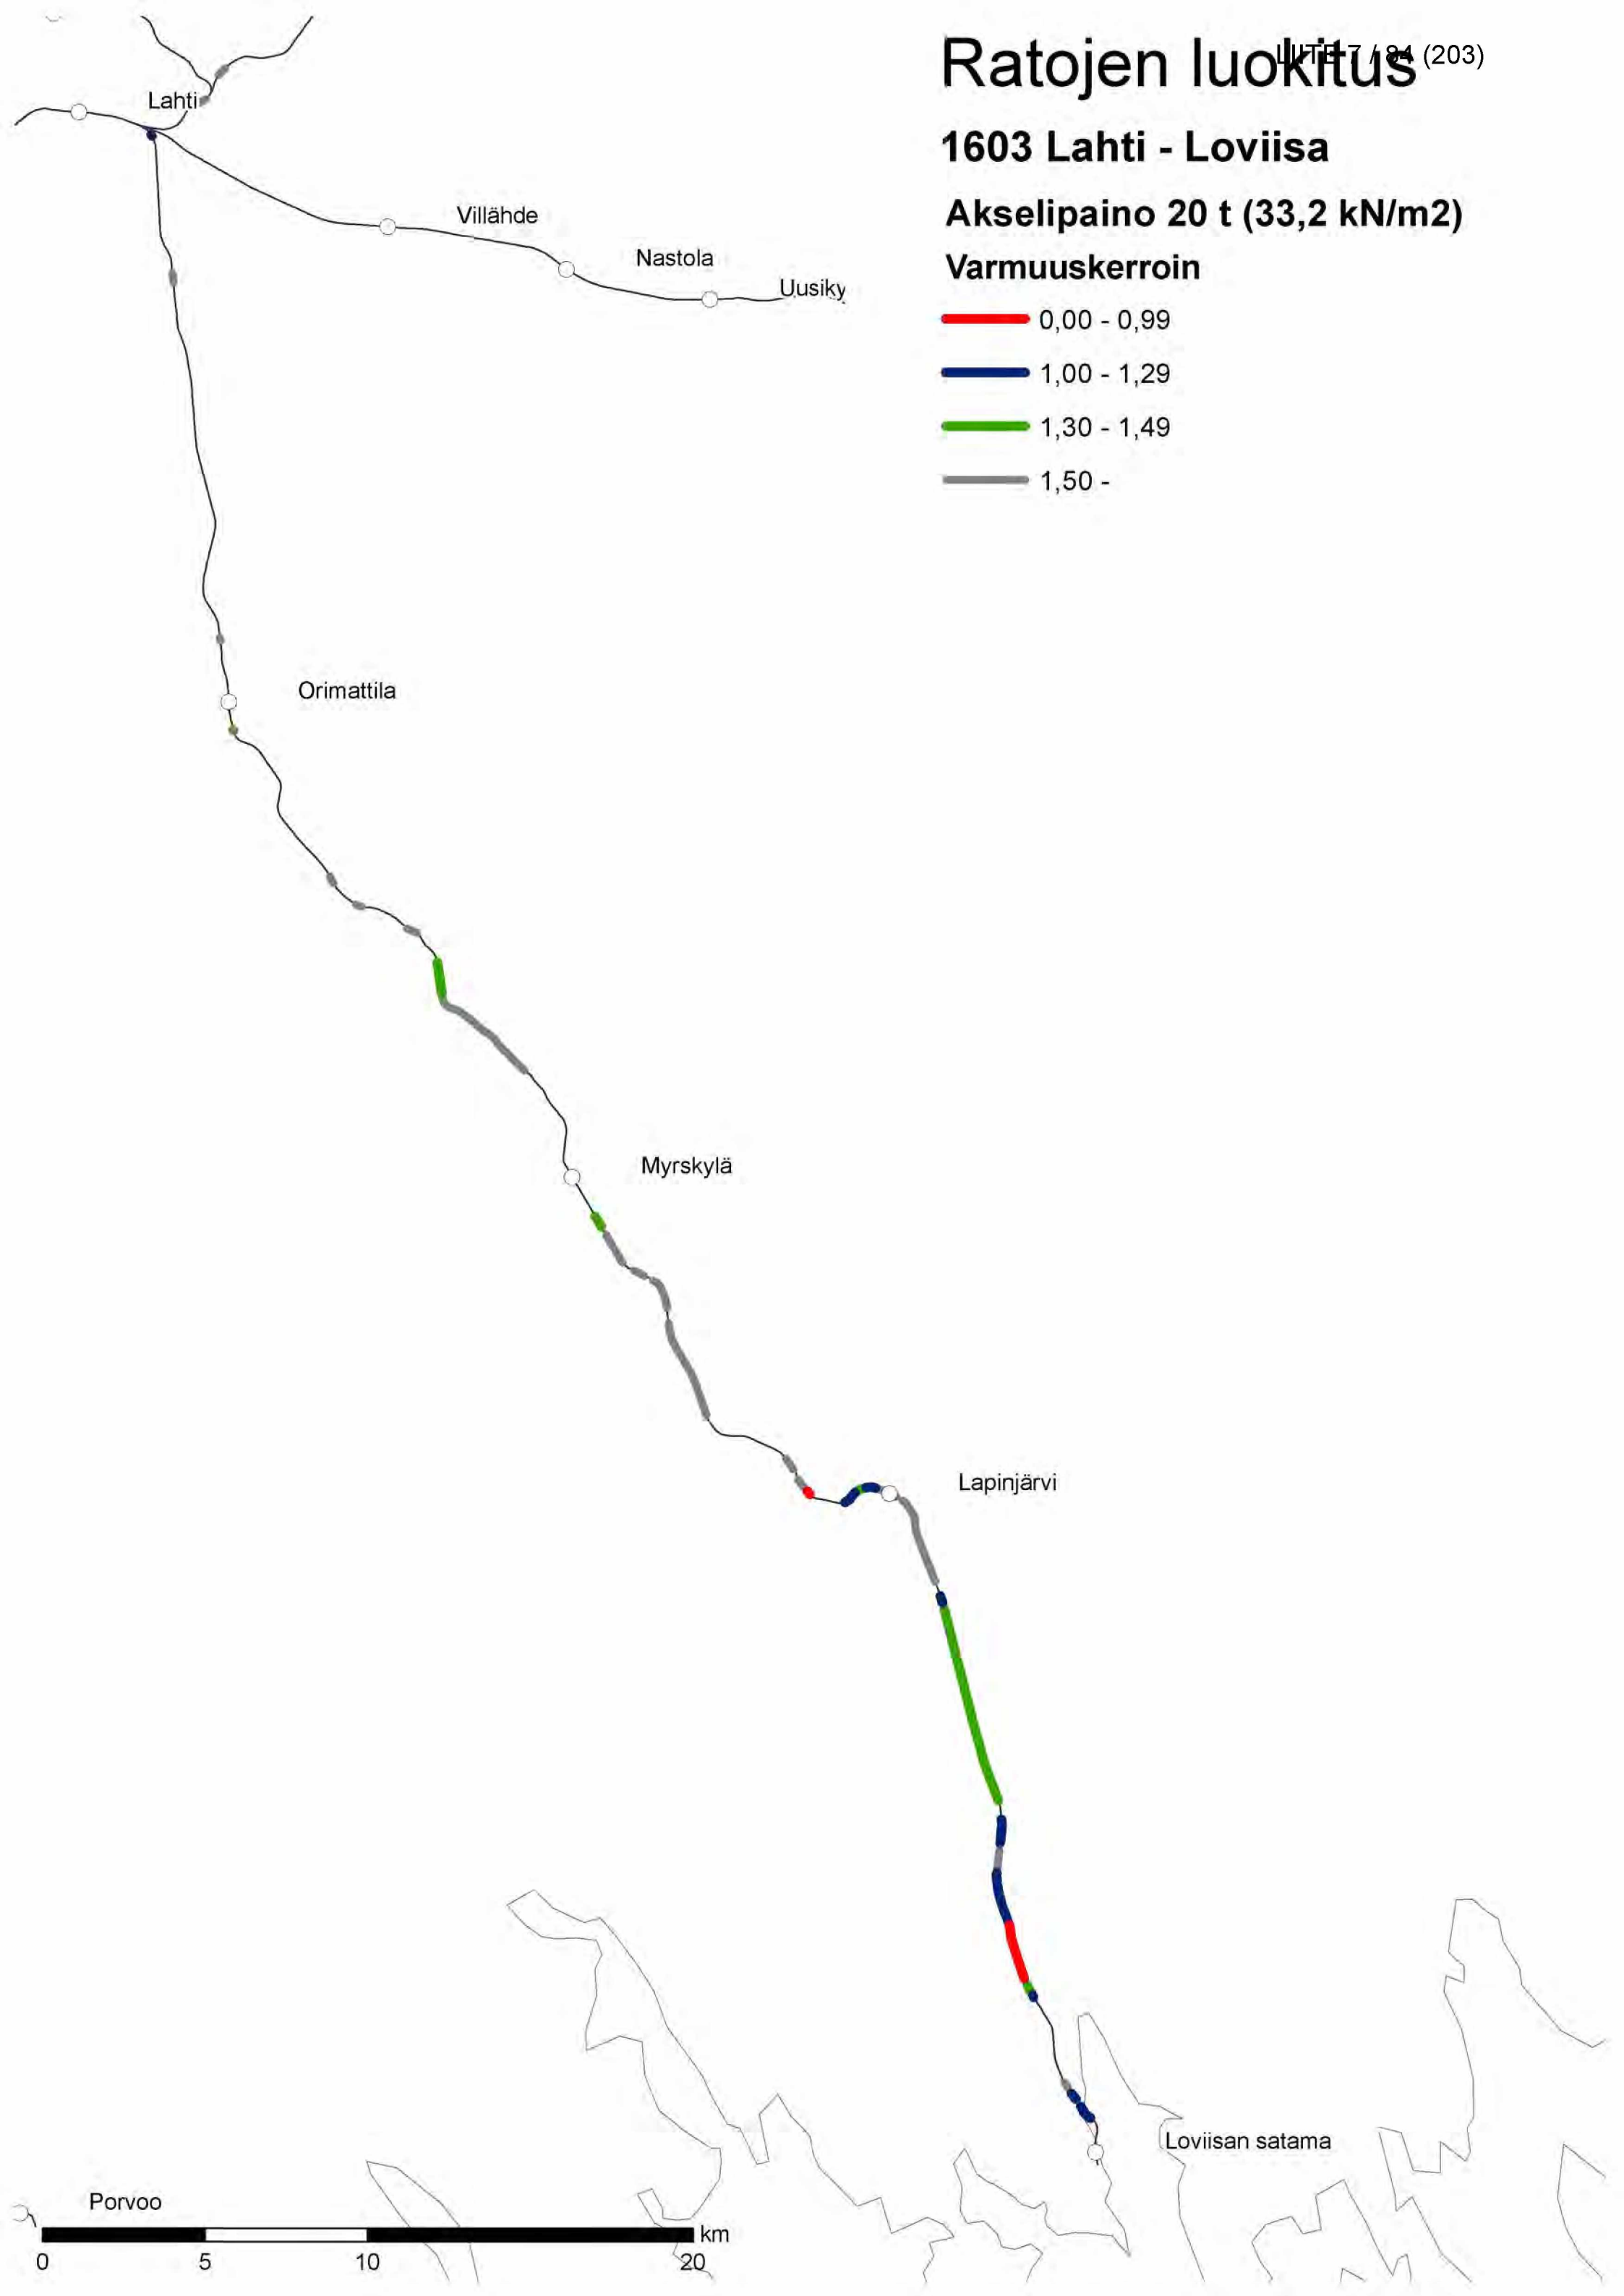 Ratojen luokitus
LIITE 7 / 84 (203)
1603 Lahti - Loviisa
Akselipaino 20 t (33,2 kN/m2)
Varmuuskerroin
0,00 - 0,99
1,00 - 1,29
1,30 - 1,49
1,50 -
Lahti
Villähde
Nastola
Uusiky
Orimattila
Myrskylä
Lapinjärvi
Loviisan satama
Porvoo
km
0 5 10 20